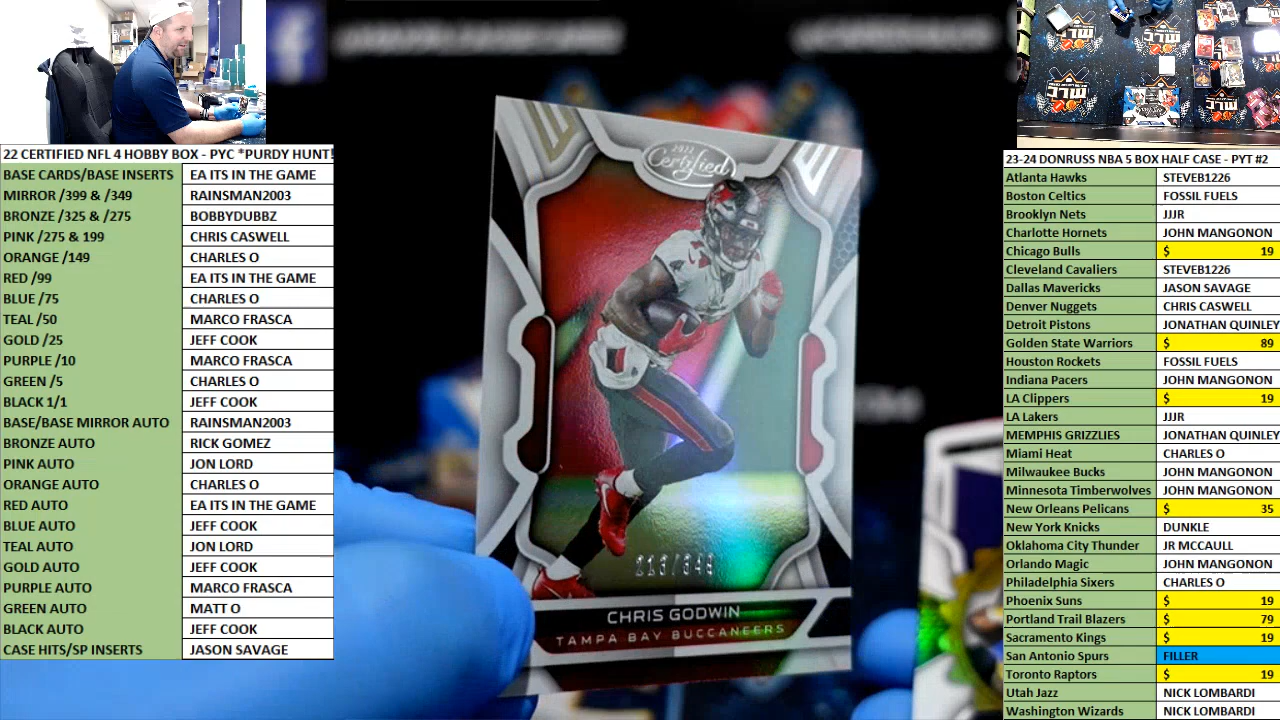 22 CERTIFIED NFL 4 HOBBY BOX - PYC *PURDY HUNT!
BASE CARDS/BASE INSERTS EA ITS IN THE GAME
MIRROR /399 & /349 RAINSMAN2003
BRONZE /325 & /275 BOBBYDUBBZ
PINK /275 & 199 CHRIS CASWELL
ORANGE /149 CHARLES O
RED /99 EA ITS IN THE GAME
BLUE /75 CHARLES O
TEAL /50 MARCO FRASCA
GOLD /25 JEFF COOK
PURPLE /10 MARCO FRASCA
GREEN /5 CHARLES O
BLACK 1/1 JEFF COOK
BASE/BASE MIRROR AUTO RAINSMAN2003
BRONZE AUTO RICK GOMEZ
PINK AUTO JON LORD
ORANGE AUTO CHARLES O
RED AUTO EA ITS IN THE GAME
BLUE AUTO JEFF COOK
TEAL AUTO JON LORD
GOLD AUTO JEFF COOK
PURPLE AUTO MARCO FRASCA
GREEN AUTO MATT O
BLACK AUTO JEFF COOK
CASE HITS/SP INSERTS JASON SAVAGE
2022
Certified
213/349
CHRIS GODWIN
TAMPA BAY BUCCANEERS
23-24 DONRUSS NBA 5 BOX HALF CASE - PYT #2
Atlanta Hawks STEVEB1226
Boston Celtics FOSSIL FUELS
Brooklyn Nets JJJR
Charlotte Hornets JOHN MANGONON
Chicago Bulls $ 19
Cleveland Cavaliers STEVEB1226
Dallas Mavericks JASON SAVAGE
Denver Nuggets CHRIS CASWELL
Detroit Pistons JONATHAN QUINLEY
Golden State Warriors $ 89
Houston Rockets FOSSIL FUELS
Indiana Pacers JOHN MANGONON
LA Clippers $ 19
LA Lakers JJJR
MEMPHIS GRIZZLIES JONATHAN QUINLEY
Miami Heat CHARLES O
Milwaukee Bucks JOHN MANGONON
Minnesota Timberwolves JOHN MANGONON
New Orleans Pelicans $ 35
New York Knicks DUNKLE
Oklahoma City Thunder JR MCCAULL
Orlando Magic JOHN MANGONON
Philadelphia Sixers CHARLES O
Phoenix Suns $ 19
Portland Trail Blazers $ 79
Sacramento Kings $ 19
San Antonio Spurs FILLER
Toronto Raptors $ 19
Utah Jazz NICK LOMBARDI
Washington Wizards NICK LOMBARDI